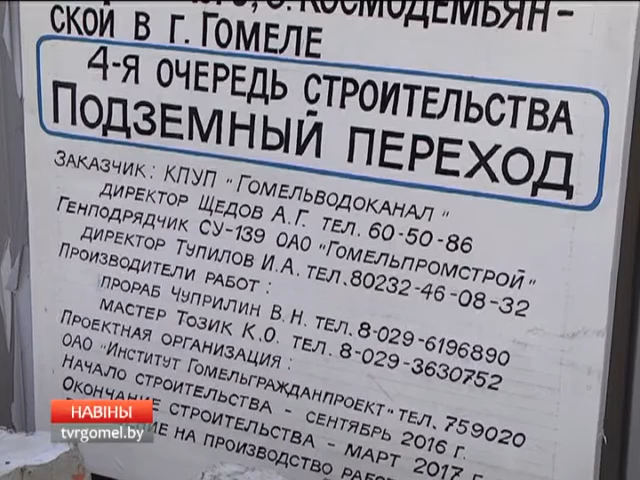 О. КОСМОДЕМЬЯН-
СКОЙ В Г. ГОМЕЛЕ
4-Я ОЧЕРЕДЬ СТРОИТЕЛЬСТВА
ПОДЗЕМНЫЙ ПЕРЕХОД
ЗАКАЗЧИК: КПУП "ГОМЕЛЬВОДОКАНАЛ"
ДИРЕКТОР ЩЕДОВ А.Г. ТЕЛ. 60-50-86
ГЕНПОДРЯДЧИК СУ-139 ОАО "ГОМЕЛЬПРОМСТРОЙ"
ДИРЕКТОР ТУПИЛОВ И.А. ТЕЛ. 80232-46-08-32
ПРОИЗВОДИТЕЛИ РАБОТ:
ПРОРАБ ЧУПРИЛИН В.Н. ТЕЛ. 8-029-6196890
МАСТЕР ТОЗИК К.О. ТЕЛ. 8-029-3630752
ПРОЕКТНАЯ ОРГАНИЗАЦИЯ:
ОАО "ИНСТИТУТ ГОМЕЛЬГРАЖДАНПРОЕКТ" ТЕЛ. 759020
НАЧАЛО СТРОИТЕЛЬСТВА - СЕНТЯБРЬ 2016 Г.
ОКОНЧАНИЕ СТРОИТЕЛЬСТВА - МАРТ 2017 Г.
НА ПРОИЗВОДСТВО
НАВІНЫ
tvrgomel.by